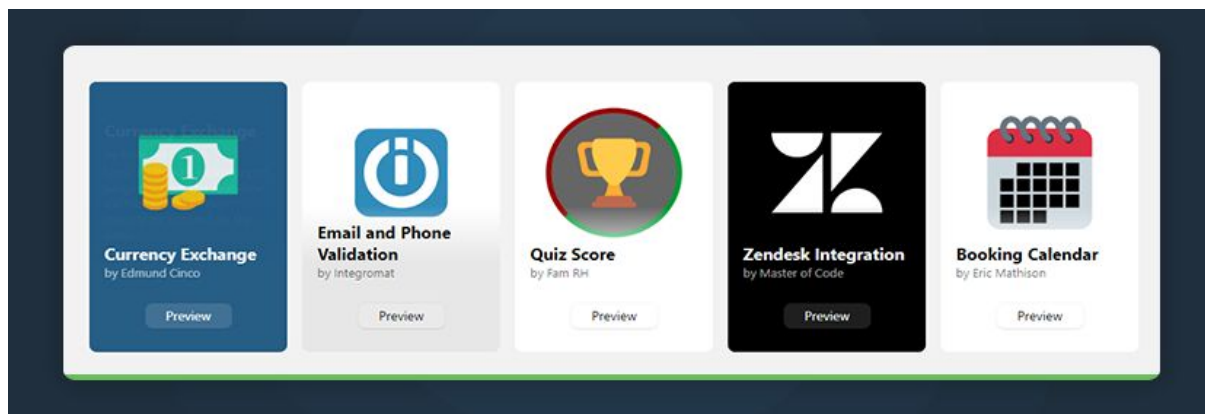 1
Currency Exchange
by Edmund Cinco
Preview
Email and Phone
Validation
by Integromat
Preview
Quiz Score
by Fam RH
Preview
Zendesk Integration
by Master of Code
Preview
Booking Calendar
by Eric Mathison
Preview